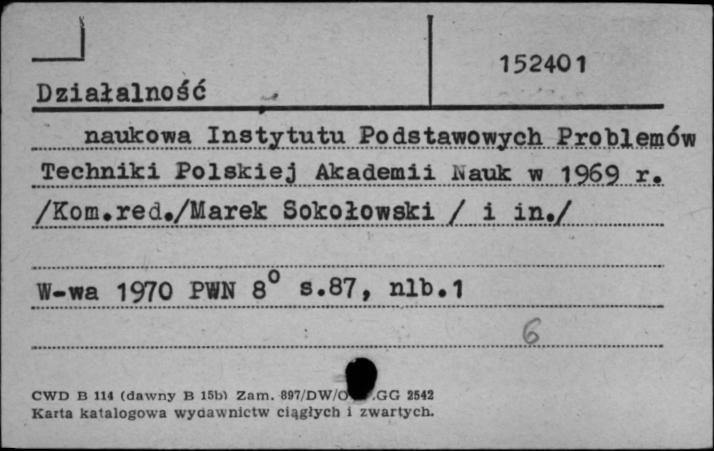 152401
Działalność
naukowa Instytutu Podstawowych Problemów
Techniki Polskiej Akademii Nauk w 1969 r.
/Kom.red./Marek Sokołowski / i in./
W-wa 1970 PWN 8° s.87, nlb.1
6
CWD B 114 (dawny B 15b) Zam. 897/DW/O .GG 2542
Karta katalogowa wydawnictw ciągłych i zwartych.